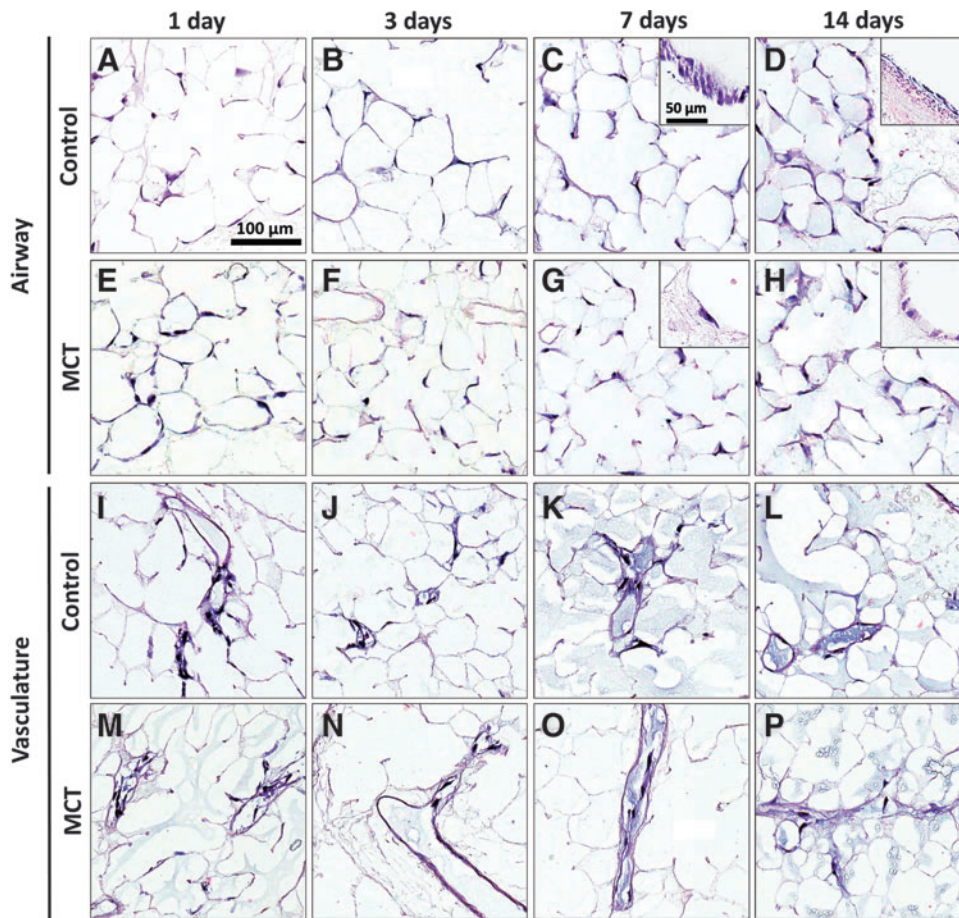 1 day 3 days 7 days 14 days
Airway
Control
A B C D
50 µm
100 µm
MCT
E F G H
Vasculature
Control
I J K L
MCT
M N O P